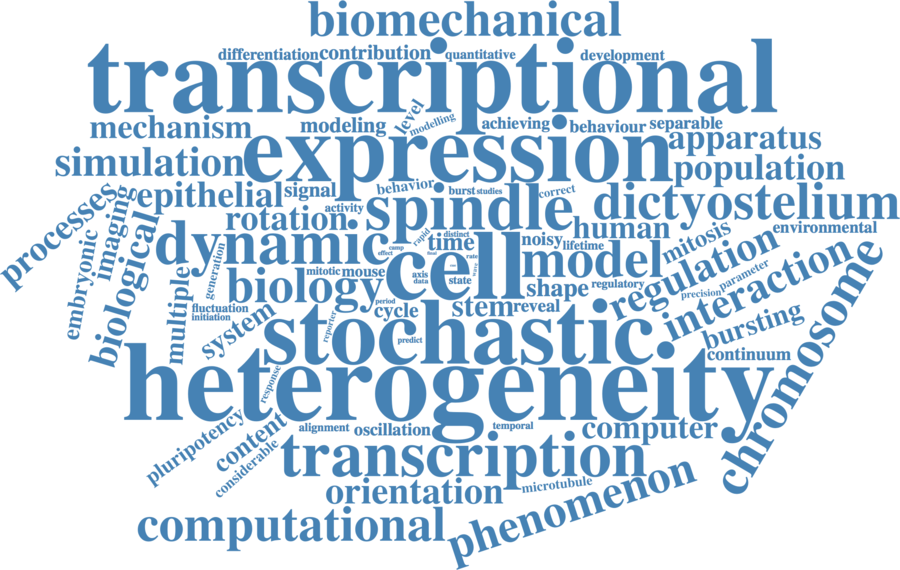 biomechanical
differentiation contribution quantitative development
transcriptional
mechanism modeling level modelling achieving behaviour separable
simulation expression apparatus
population
processes imaging epithelial signal behavior burst studies correct
activity
rotation spindle dictyostelium
human environmental
embryonic biological dynamic rapid distinct time noisy lifetime mitosis
camp effect rate
multiple generation biology mitotic mouse cell axis data state model shape regulatory regulation precision parameter
interaction
fluctuation initiation system period cycle stem reveal bursting chromosome
reporter stochastic predict continuum
response heterogeneity
pluripotency content considerable alignment oscillation temporal computer
transcription
orientation microtubule
computational phenomenon